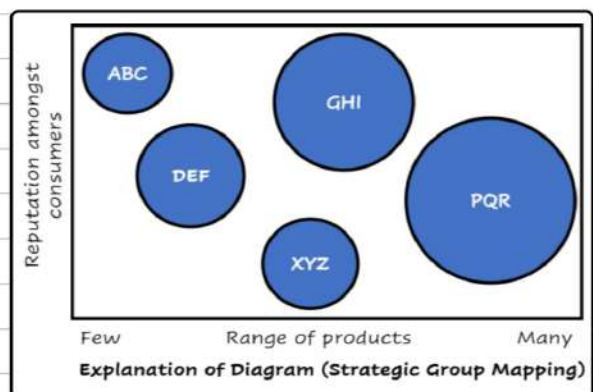 Reputation amongst
consumers
ABC
GHI
DEF
PQR
XYZ
Few Range of products Many
Explanation of Diagram (Strategic Group Mapping)